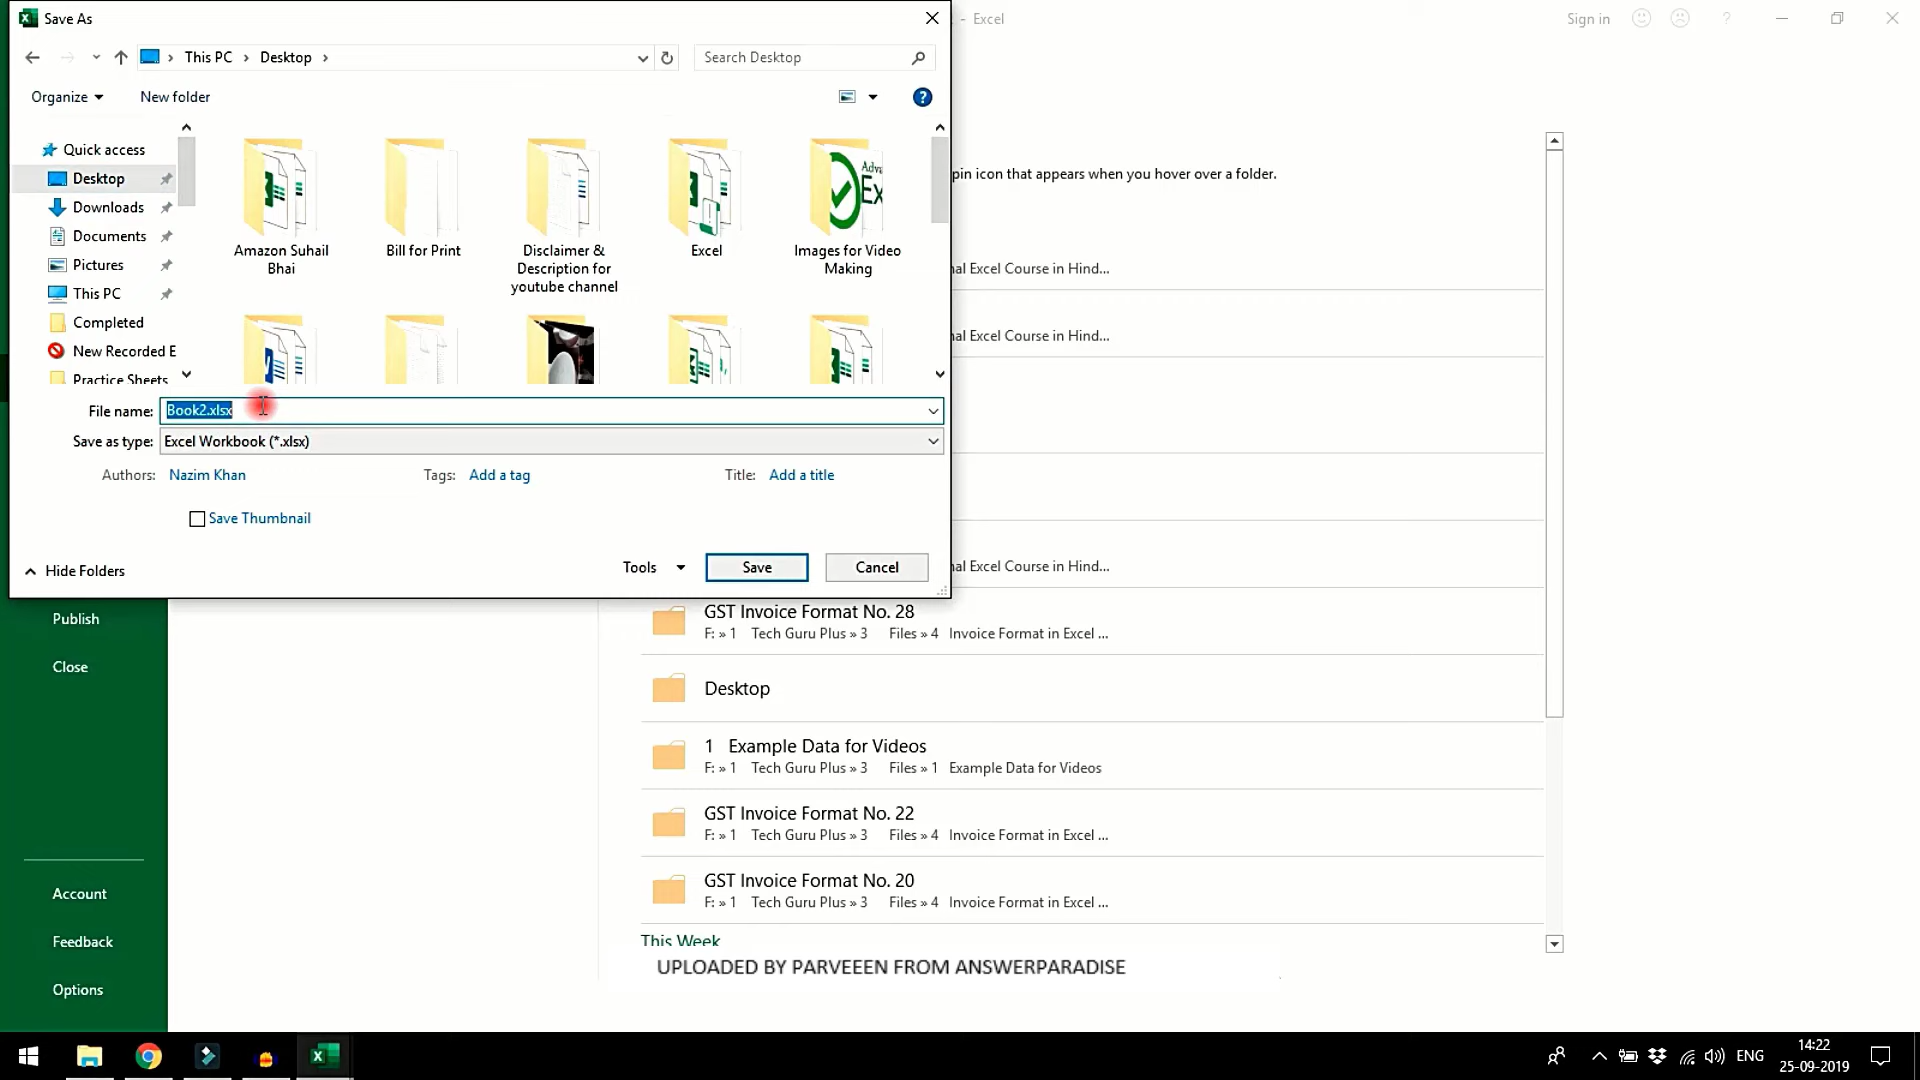 Save As
- Excel
Sign in
This PC
Desktop
Search Desktop
Organize
New folder
Quick access
Desktop
Downloads
Documents
Pictures
This PC
Completed
New Recorded E
Practice Sheets
Adva
Ex
Amazon Suhail
Bhai
Bill for Print
Disclaimer &
Description for
youtube channel
Excel
Images for Video
Making
File name:
Book2.xlsx
Save as type:
Excel Workbook (*.xlsx)
Authors:
Nazim Khan
Tags:
Add a tag
Title:
Add a title
Save Thumbnail
Hide Folders
Tools
Save
Cancel
pin icon that appears when you hover over a folder.
nal Excel Course in Hind...
nal Excel Course in Hind...
nal Excel Course in Hind...
GST Invoice Format No. 28
F: » 1 Tech Guru Plus » 3 Files » 4 Invoice Format in Excel ...
Desktop
1 Example Data for Videos
F: » 1 Tech Guru Plus » 3 Files » 1 Example Data for Videos
GST Invoice Format No. 22
F: » 1 Tech Guru Plus » 3 Files » 4 Invoice Format in Excel ...
GST Invoice Format No. 20
F: » 1 Tech Guru Plus » 3 Files » 4 Invoice Format in Excel ...
This Week
UPLOADED BY PARVEEEN FROM ANSWERPARADISE
Publish
Close
Account
Feedback
Options
ENG
14:22
25-09-2019